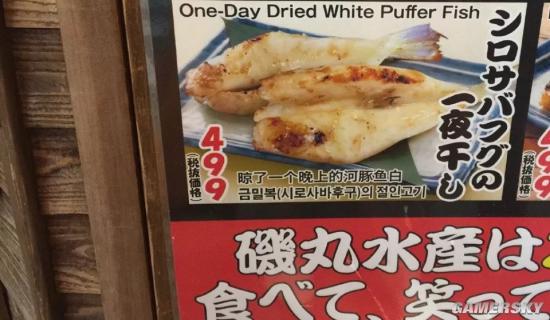 One-Day Dried White Puffer Fish
シロサバフグの
一夜干し
499
(税抜価格)
晾了一个晚上的河豚鱼白
금밀복(시로사바후구)의 절인고기
磯丸水産は
食べて、笑って
GAMERSKY